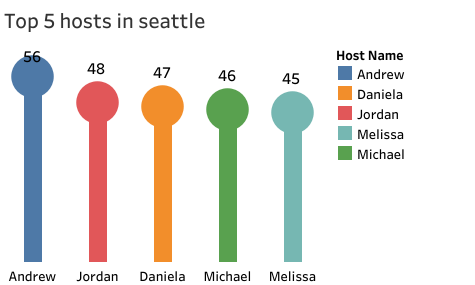 Top 5 hosts in seattle
56
48
47
46
45
Andrew
Jordan
Daniela
Michael
Melissa
Host Name
Andrew
Daniela
Jordan
Melissa
Michael